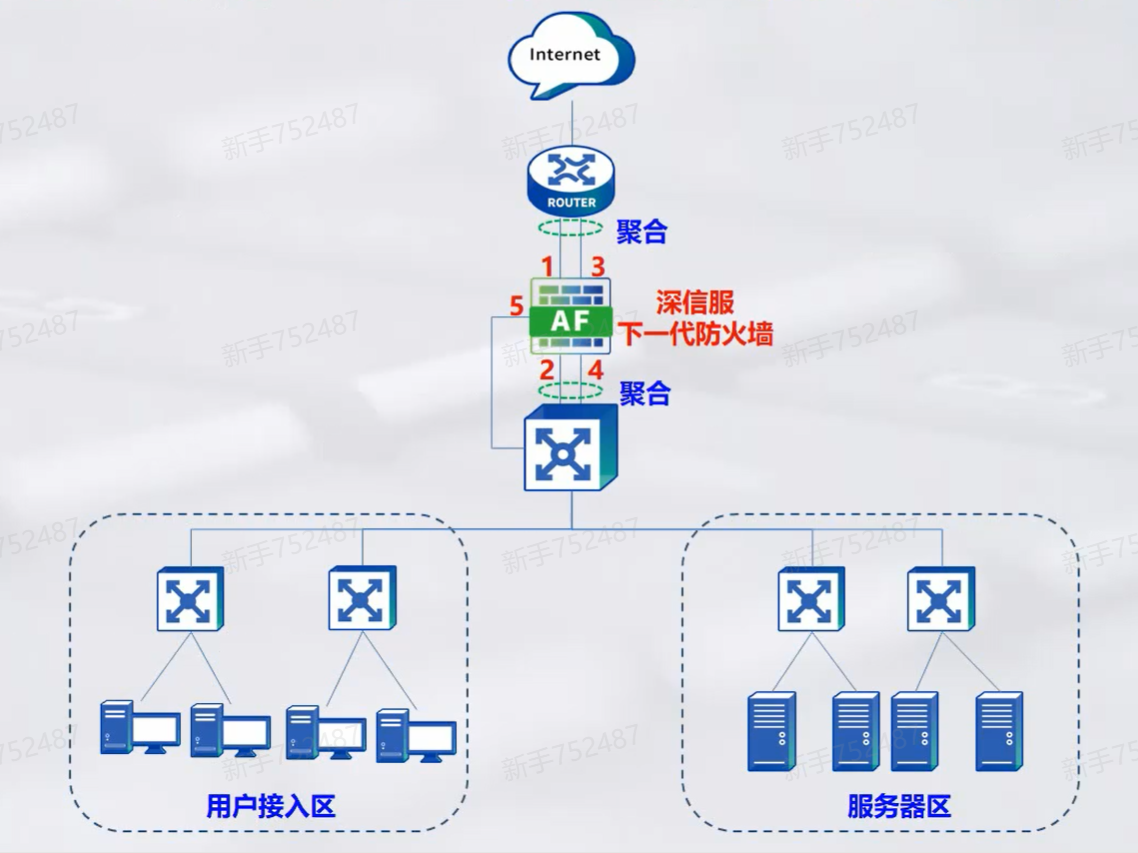 Internet
ROUTER
聚合
1 3
5
AF
深信服
下一代防火墙
2 4
聚合
用户接入区
服务器区
新手752487